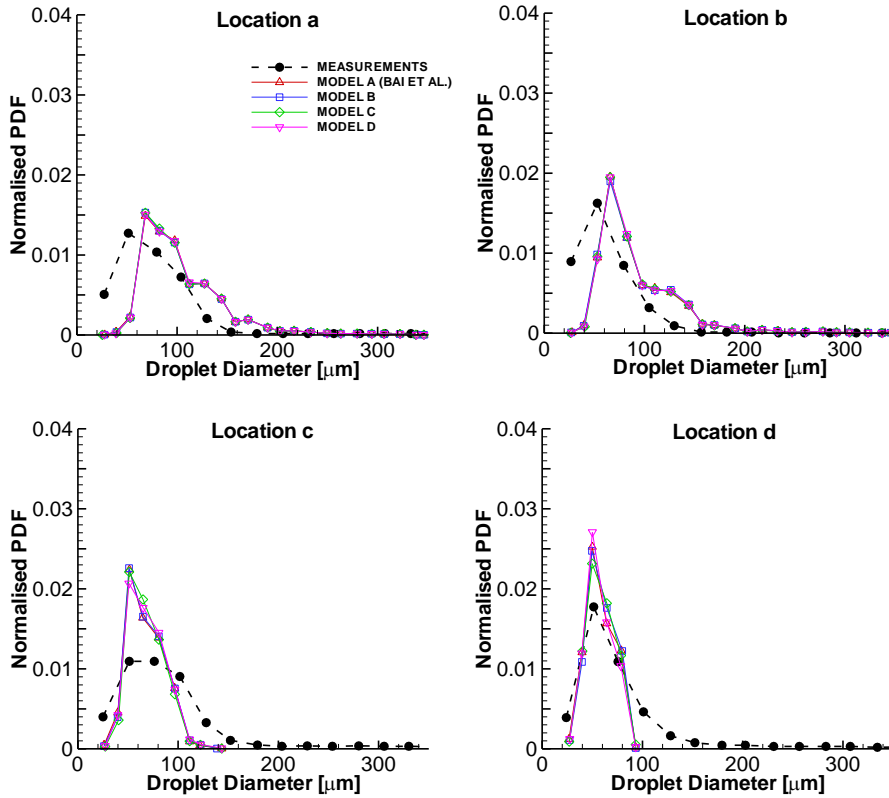 Location a
0.04
0.03
0.02
0.01
0
0
100
200
300
Normalised PDF
Droplet Diameter [μm]
MEASUREMENTS
MODEL A (BAI ET AL.)
MODEL B
MODEL C
MODEL D
Location b
0.04
0.03
0.02
0.01
0
0
100
200
300
Normalised PDF
Droplet Diameter [μm]
Location c
0.04
0.03
0.02
0.01
0
0
100
200
300
Normalised PDF
Droplet Diameter [μm]
Location d
0.04
0.03
0.02
0.01
0
0
100
200
300
Normalised PDF
Droplet Diameter [μm]